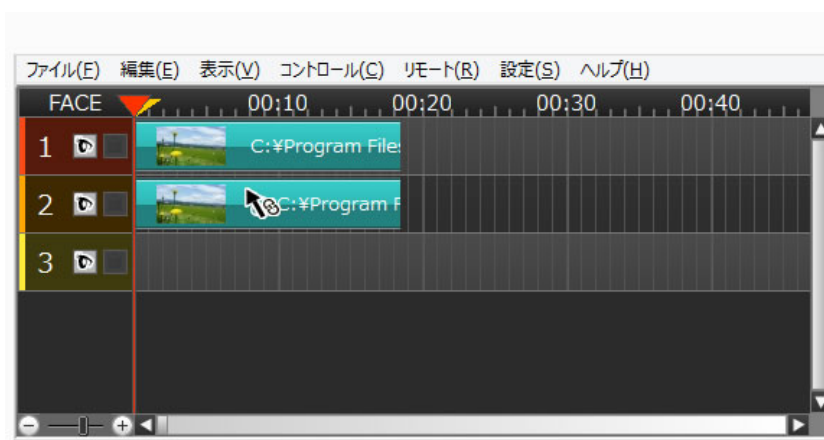 ファイル(F) 編集(E) 表示(V) コントロール(C) リモート(R) 設定(S) ヘルプ(H)
FACE 00:10 00:20 00:30 00:40
1 C:¥Program Files
2 C:¥Program F
3